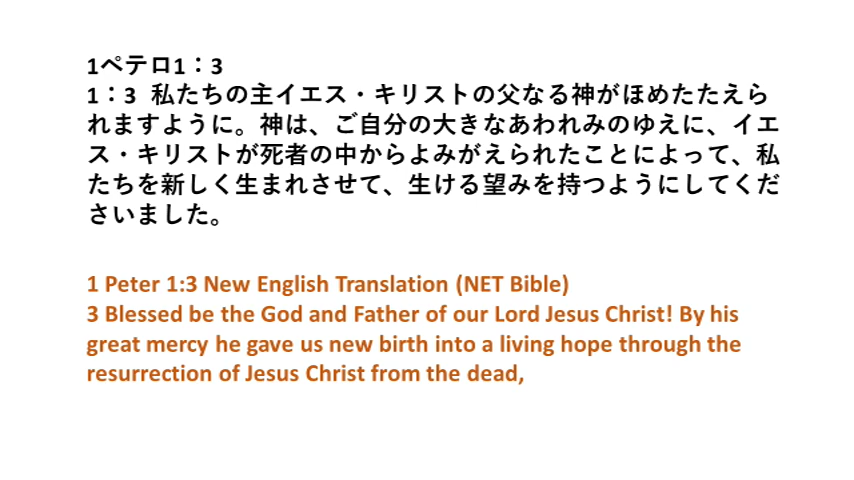 1ペテロ1：3
1：3 私たちの主イエス・キリストの父なる神がほめたたえら
れますように。神は、ご自分の大きなあわれみのゆえに、イエ
ス・キリストが死者の中からよみがえられたことによって、私
たちを新しく生まれさせて、生ける望みを持つようにしてくだ
さいました。
1 Peter 1:3 New English Translation (NET Bible)
3 Blessed be the God and Father of our Lord Jesus Christ! By his
great mercy he gave us new birth into a living hope through the
resurrection of Jesus Christ from the dead,